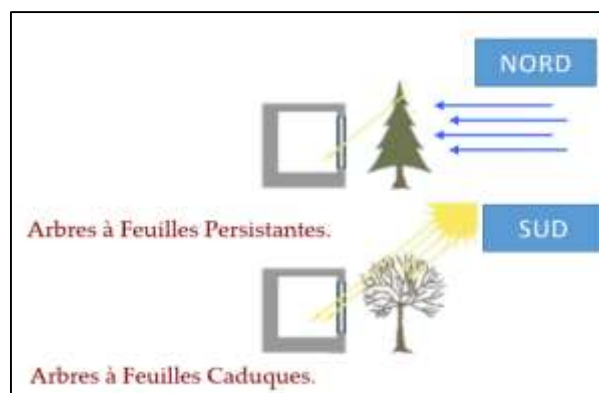 NORD
Arbres à Feuilles Persistantes.
SUD
Arbres à Feuilles Caduques.